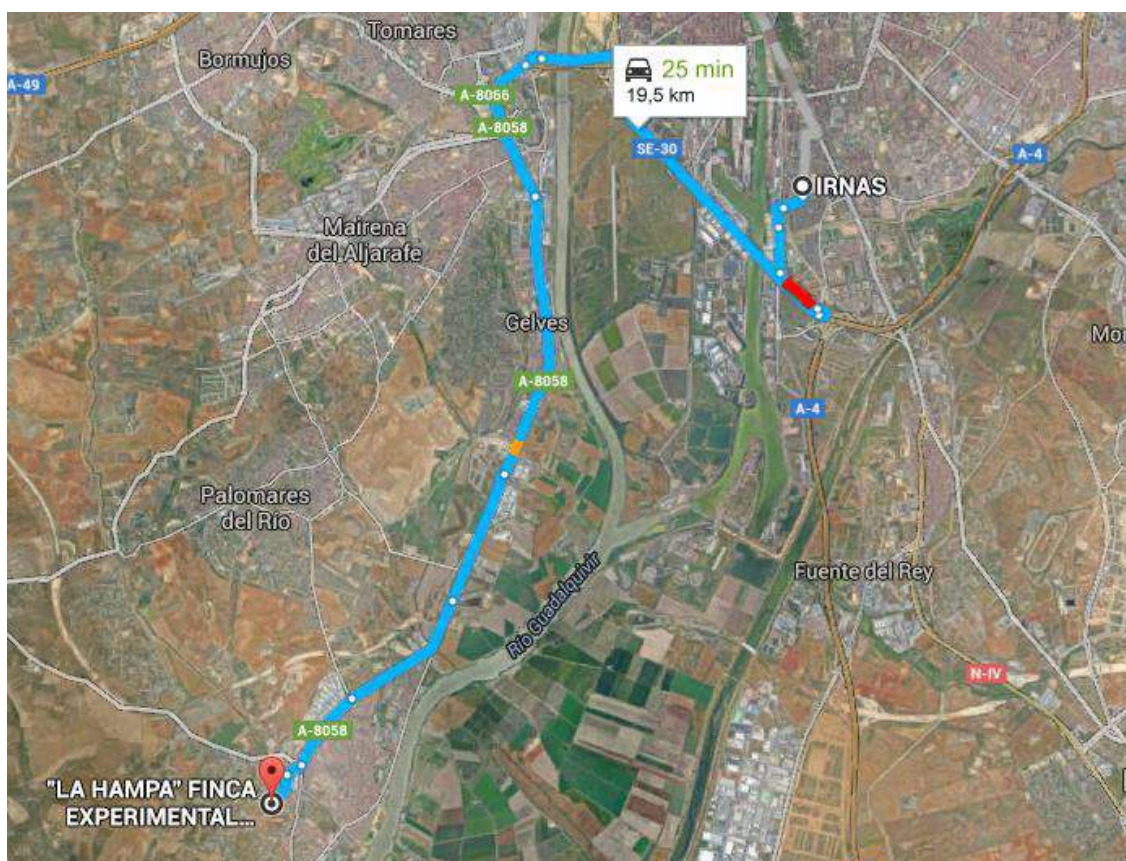 Tomares
Bormujos
A-49
A-8066
25 min
19,5 km
A-8058
SE-30
A-4
IRNAS
Mairena
del Aljarafe
Gelves
A-8058
A-4
Palomares
del Río
Río Guadalquivir
Fuente del Rey
N-IV
A-8058
"LA HAMPA" FINCA
EXPERIMENTAL...